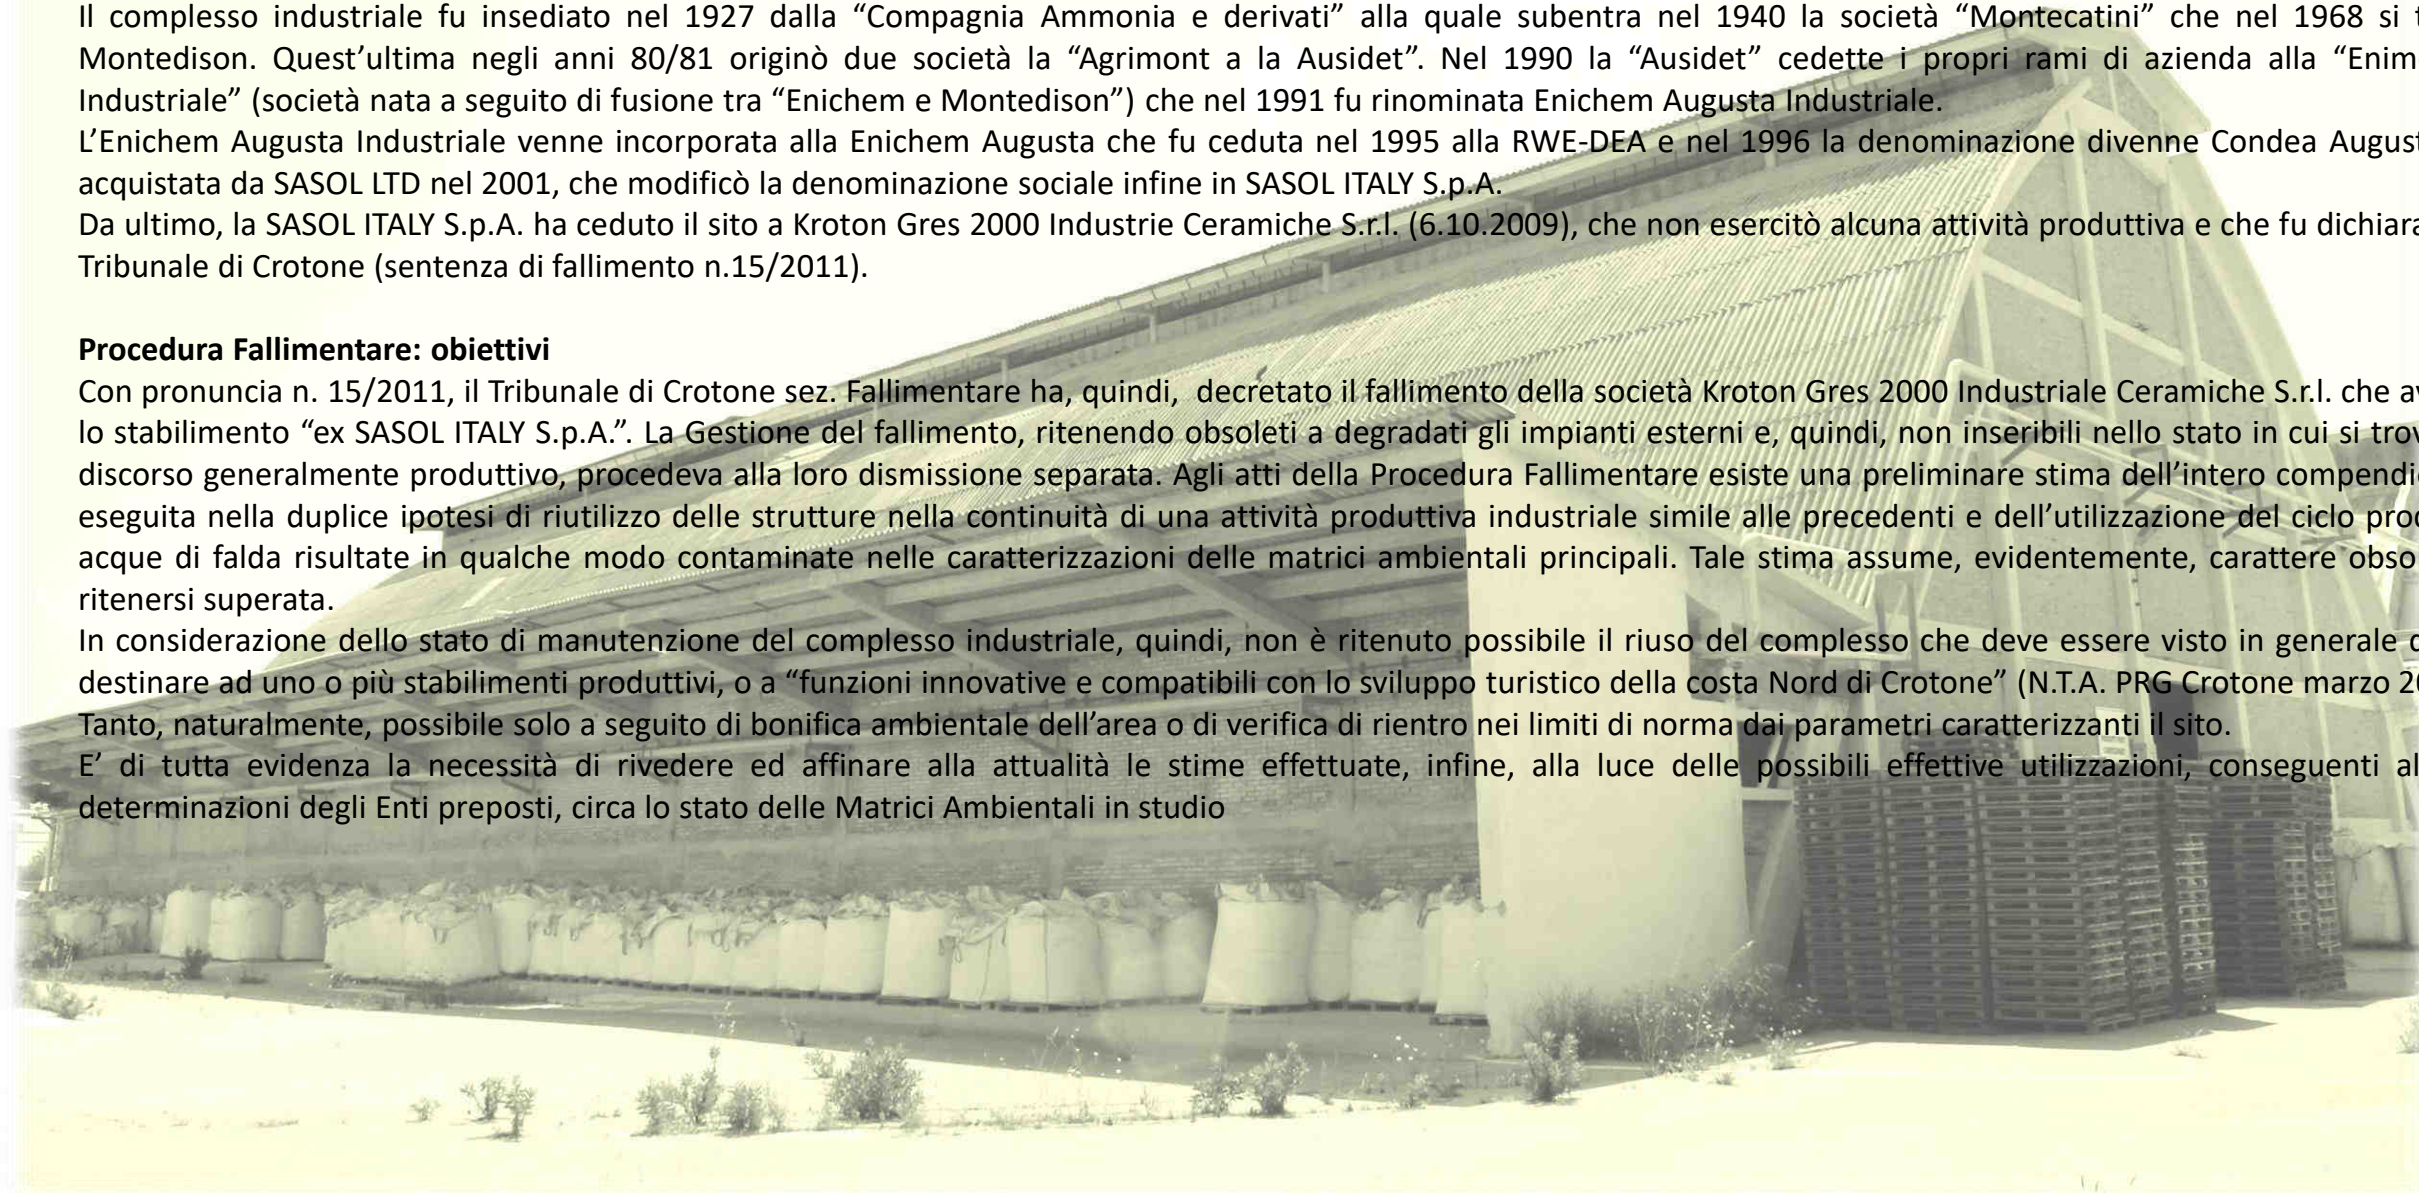 Il complesso industriale fu insediato nel 1927 dalla “Compagnia Ammonia e derivati” alla quale subentra nel 1940 la società “Montecatini” che nel 1968 si
Montedison. Quest’ultima negli anni 80/81 originò due società la “Agrimont a la Ausidet”. Nel 1990 la “Ausidet” cedette i propri rami di azienda alla
Industriale” (società nata a seguito di fusione tra “Enichem e Montedison”) che nel 1991 fu rinominata Enichem Augusta Industriale.
L’Enichem Augusta Industriale venne incorporata alla Enichem Augusta che fu ceduta nel 1995 alla RWE-DEA e nel 1996 la denominazione divenne Condea
acquistata da SASOL LTD nel 2001, che modificò la denominazione sociale infine in SASOL ITALY S.p.A.
Da ultimo, la SASOL ITALY S.p.A. ha ceduto il sito a Kroton Gres 2000 Industrie Ceramiche S.r.l. (6.10.2009), che non esercitò alcuna attività produttiva e che fu
Tribunale di Crotone (sentenza di fallimento n.15/2011).
Procedura Fallimentare: obiettivi
Con pronuncia n. 15/2011, il Tribunale di Crotone sez. Fallimentare ha, quindi, decretato il fallimento della società Kroton Gres 2000 Industriale Ceramiche S.r.l. che
lo stabilimento “ex SASOL ITALY S.p.A.”. La Gestione del fallimento, ritenendo obsoleti a degradati gli impianti esterni e, quindi, non inseribili nello stato in cui si
discorso generalmente produttivo, procedeva alla loro dismissione separata. Agli atti della Procedura Fallimentare esiste una preliminare stima dell’intero
eseguita nella duplice ipotesi di riutilizzo delle strutture nella continuità di una attività produttiva industriale simile alle precedenti e dell’utilizzazione del ciclo
acque di falda risultate in qualche modo contaminate nelle caratterizzazioni delle matrici ambientali principali. Tale stima assume, evidentemente, carattere
ritenersi superata.
In considerazione dello stato di manutenzione del complesso industriale, quindi, non è ritenuto possibile il riuso del complesso che deve essere visto in generale
destinare ad uno o più stabilimenti produttivi, o a “funzioni innovative e compatibili con lo sviluppo turistico della costa Nord di Crotone” (N.T.A. PRG Crotone marzo
Tanto, naturalmente, possibile solo a seguito di bonifica ambientale dell’area o di verifica di rientro nei limiti di norma dai parametri caratterizzanti il sito.
E’ di tutta evidenza la necessità di rivedere ed affinare alla attualità le stime effettuate, infine, alla luce delle possibili effettive utilizzazioni, conseguenti
determinazioni degli Enti preposti, circa lo stato delle Matrici Ambientali in studio